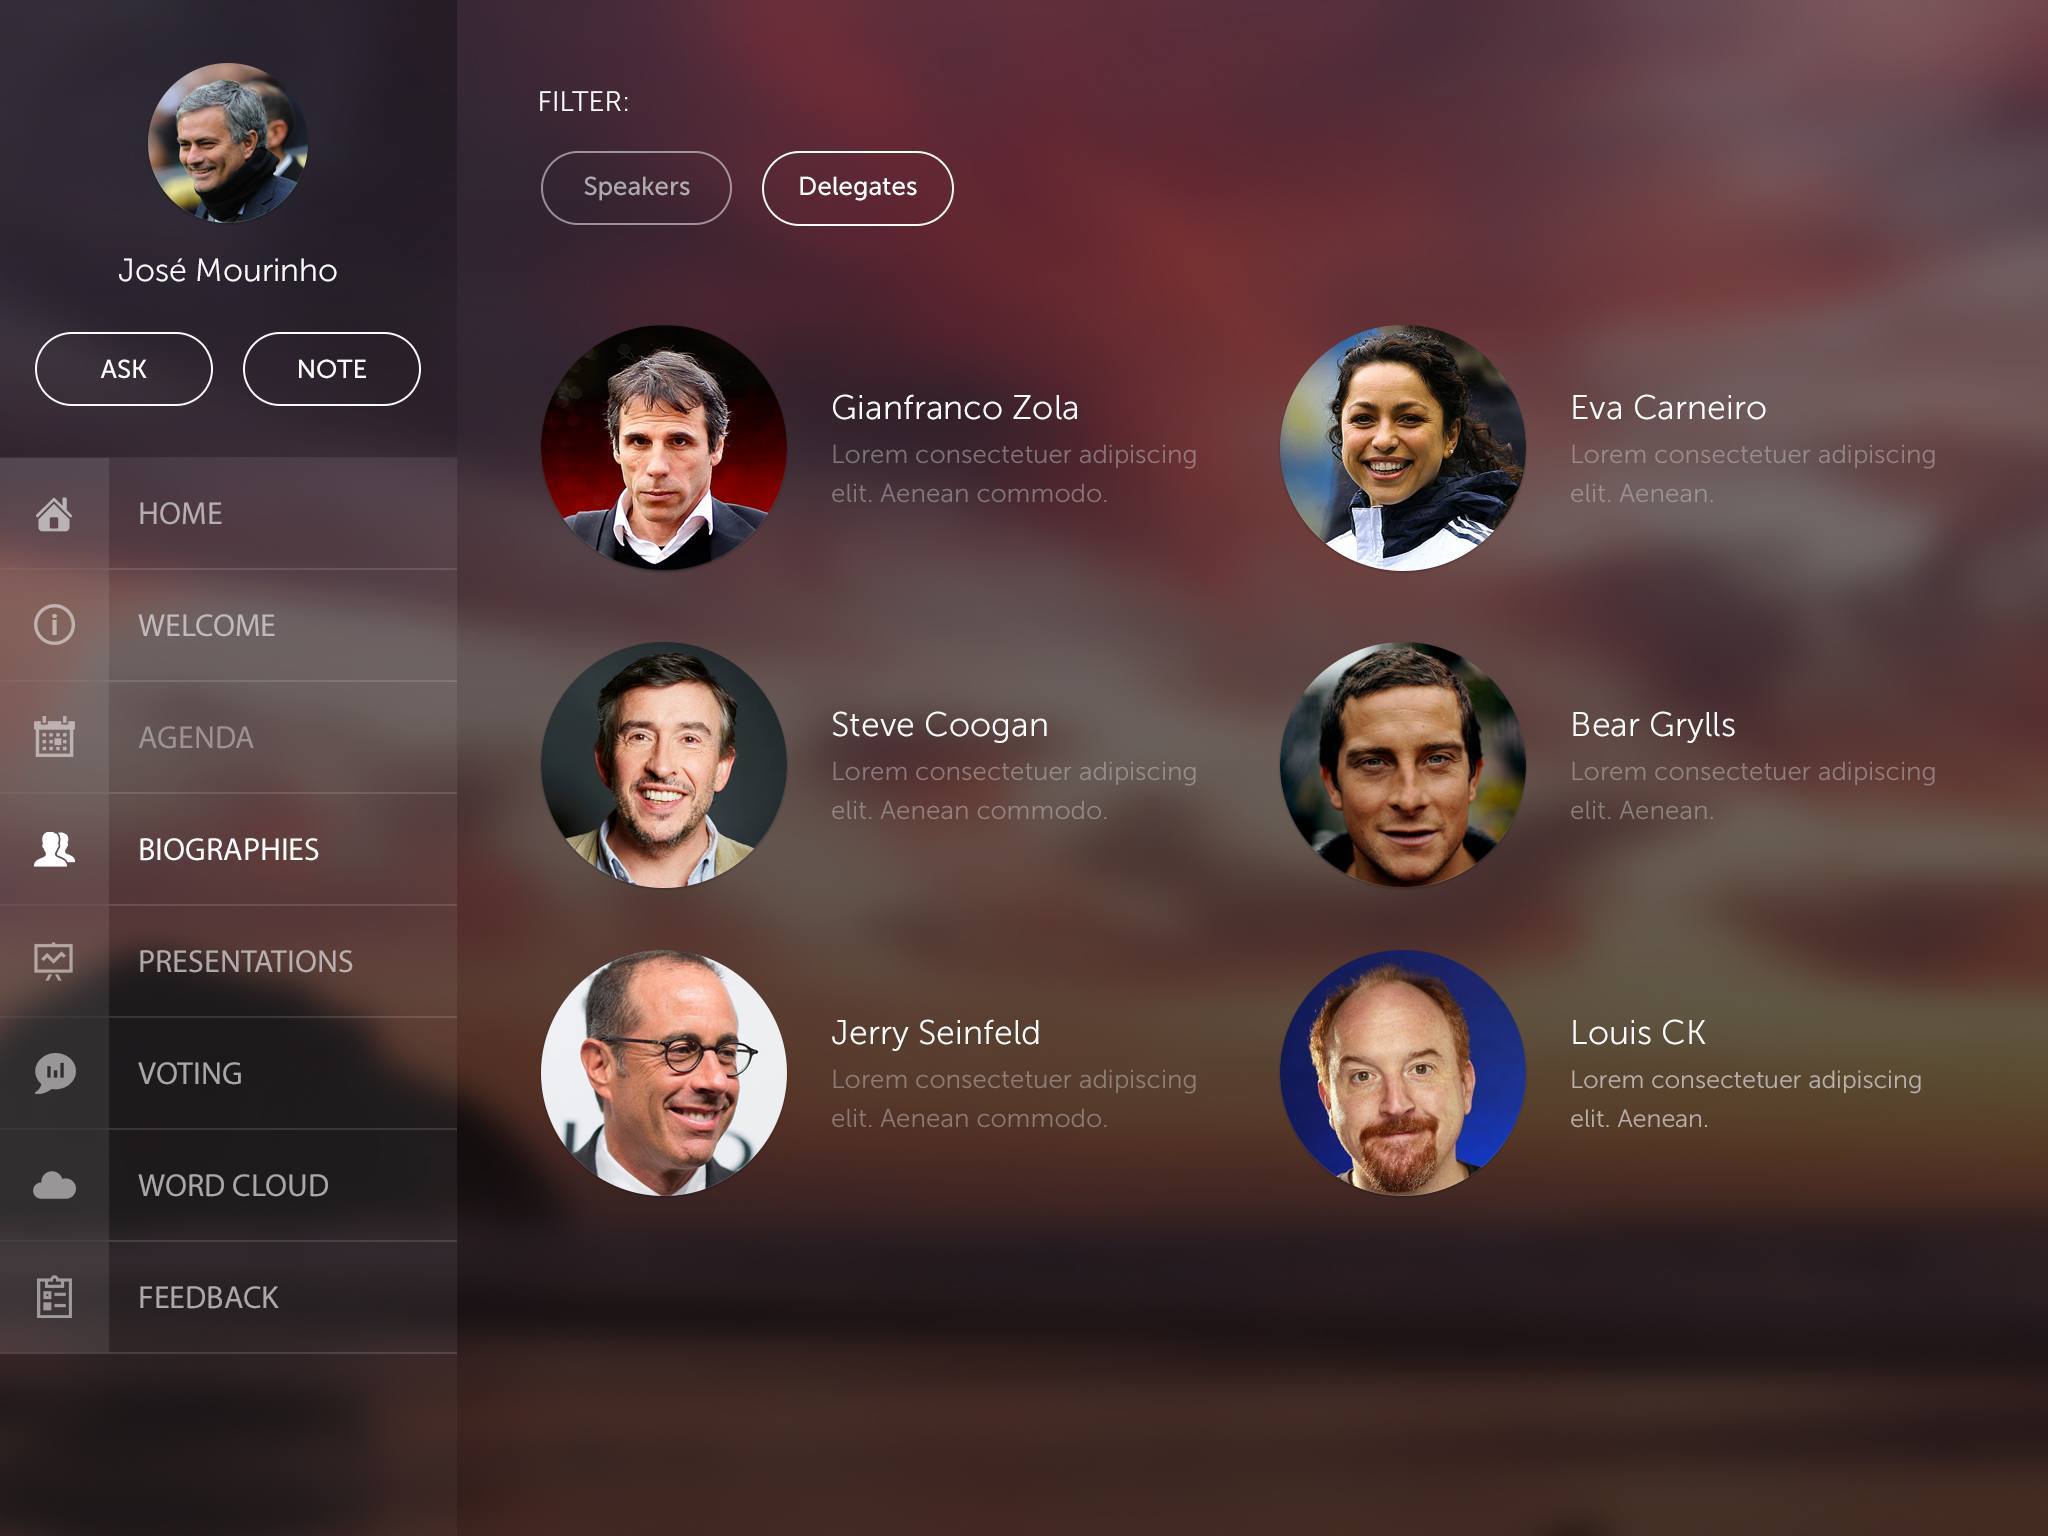 José Mourinho
ASK
NOTE
HOME
WELCOME
AGENDA
BIOGRAPHIES
PRESENTATIONS
VOTING
WORD CLOUD
FEEDBACK
FILTER:
Speakers
Delegates
Gianfranco Zola
Lorem consectetuer adipiscing
elit. Aenean commodo.
Eva Carneiro
Lorem consectetuer adipiscing
elit. Aenean.
Steve Coogan
Lorem consectetuer adipiscing
elit. Aenean commodo.
Bear Grylls
Lorem consectetuer adipiscing
elit. Aenean.
Jerry Seinfeld
Lorem consectetuer adipiscing
elit. Aenean commodo.
Louis CK
Lorem consectetuer adipiscing
elit. Aenean.